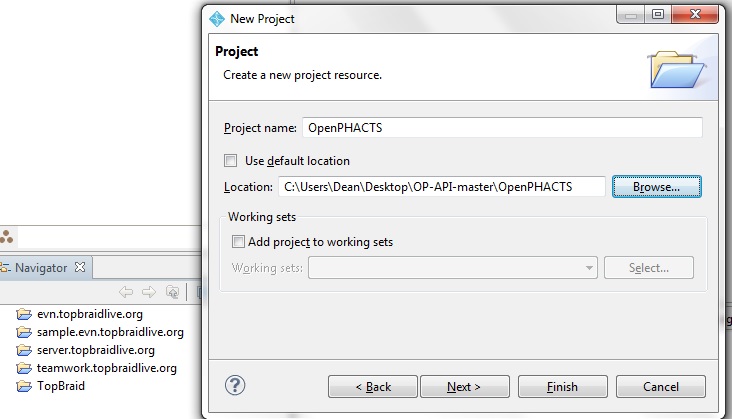 New Project
Project
Create a new project resource.
Project name: OpenPHACTS
Use default location
Location: C:\Users\Dean\Desktop\OP-API-master\OpenPHACTS Browse...
Working sets
Add project to working sets
Working sets: Select...
Navigator
evn.topbraidlive.org
sample.evn.topbraidlive.org
server.topbraidlive.org
teamwork.topbraidlive.org
TopBraid
? < Back Next > Finish Cancel